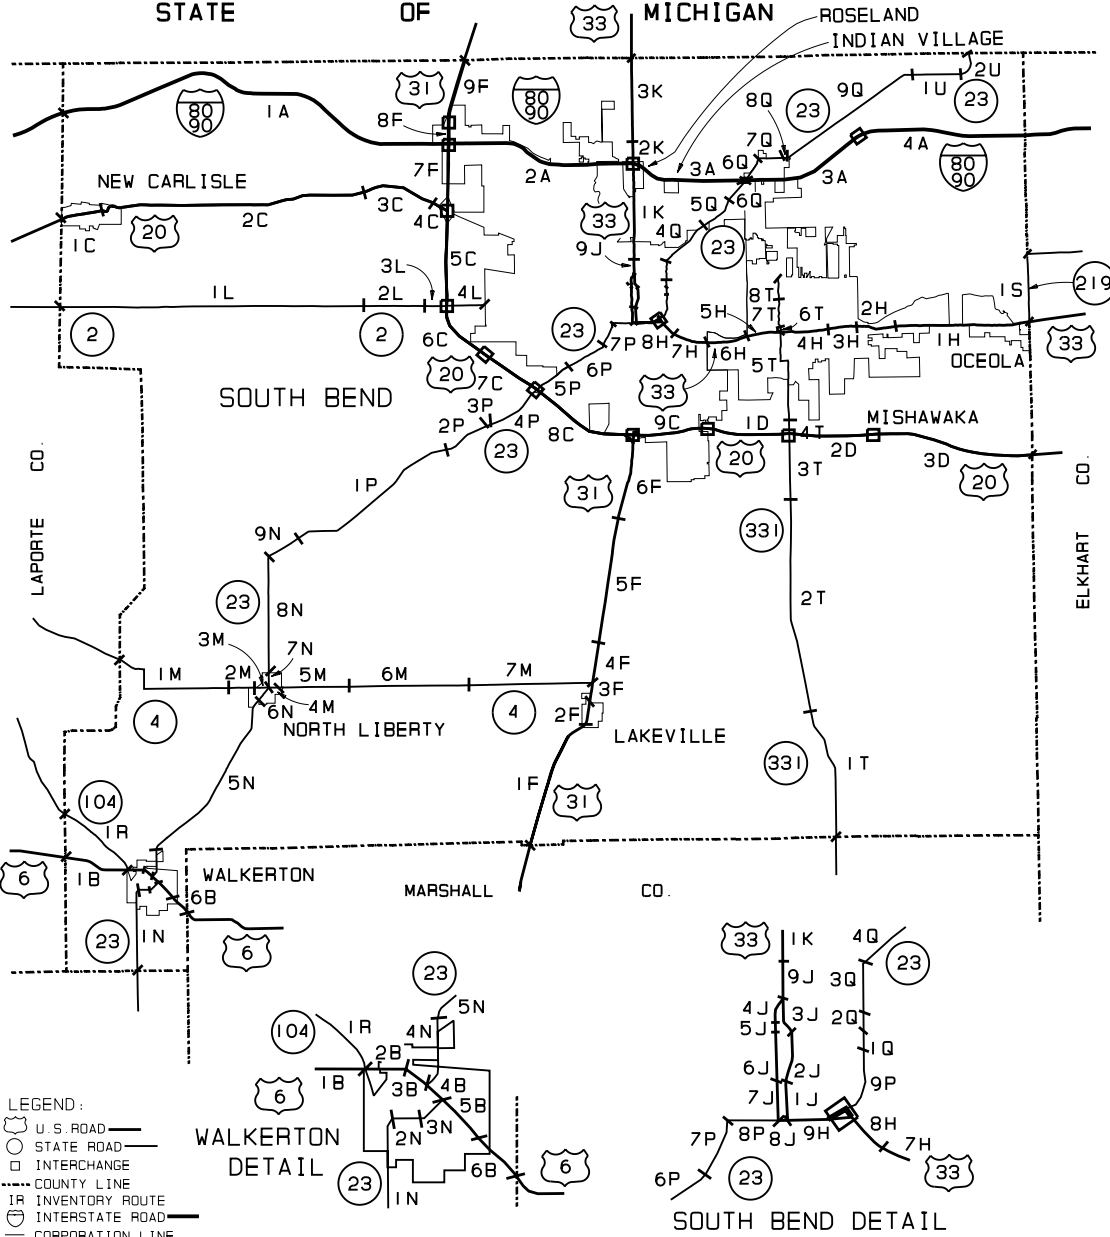 STATE OF MICHIGAN
33
ROSELAND
INDIAN VILLAGE
31
9F
80
90
1A
8F
7F
80
90
3K
2K
2A
3A
8Q
7Q
6Q
23
9Q
1U
2U
23
3A
4A
80
90
NEW CARLISLE
1C
20
2C
3C
4C
33
1K
4Q
5Q
6Q
23
5C
3L
9J
1L
2L
4L
2
2
6C
20
7C
23
7P
8H
7H
6H
5H
7T
8T
6T
5T
4H
3H
2H
1H
1S
219
33
OCEOLA
SOUTH BEND
33
6P
5P
3P
4P
2P
23
8C
9C
1D
4T
MISHAWAKA
20
2D
3D
20
3T
LAPORTE CO.
1P
31
6F
331
ELKHART CO.
9N
23
8N
5F
2T
3M
7N
1M
2M
5M
6M
7M
4F
3F
4
6N
4M
4
2F
NORTH LIBERTY
LAKEVILLE
5N
1F
31
331
1T
104
1R
6
1B
WALKERTON
6B
MARSHALL CO.
23
1N
6
23
5N
104
1R
4N
2B
1B
6
3B
4B
5B
3N
2N
WALKERTON
DETAIL
23
1N
6B
6
33
1K
4Q
23
9J
3Q
4J
3J
5J
2Q
1Q
6J
2J
9P
7J
1J
7P
8P
8J
9H
8H
7H
6P
23
33
SOUTH BEND DETAIL
LEGEND:
U.S. ROAD
STATE ROAD
INTERCHANGE
COUNTY LINE
1R INVENTORY ROUTE
INTERSTATE ROAD
CORPORATION LINE